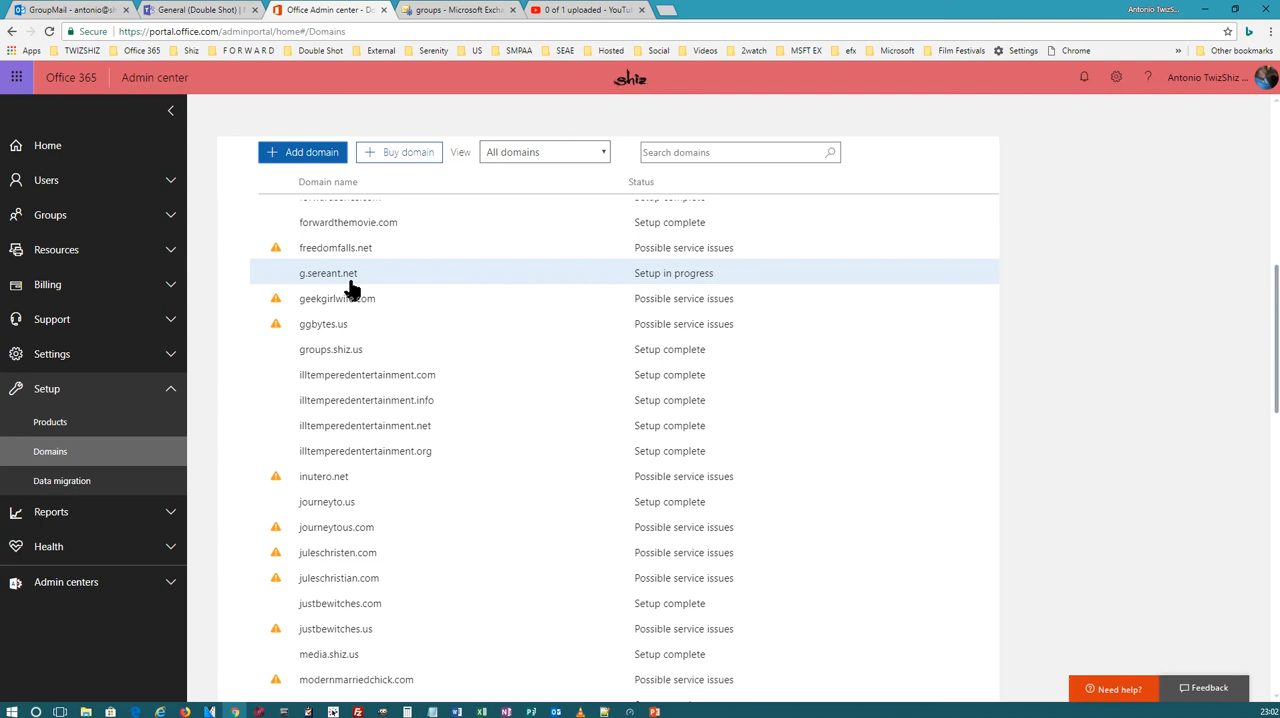 GroupMail - antonio@sh
General (Double Shot) |
Office Admin center - Do
groups - Microsoft Excha
0 of 1 uploaded - YouTu
Antonio TwizS...
Secure
https://portal.office.com/adminportal/home#/Domains
Apps
TWIZSHIZ
Office 365
Shiz
F O R W A R D
Double Shot
External
Serenity
US
SMPAA
SEAE
Hosted
Social
Videos
2watch
MSFT EX
efx
Microsoft
Film Festivals
Settings
Chrome
»
Other bookmarks
Office 365
Admin center
shiz
Antonio TwizShiz ...
Home
Users
Groups
Resources
Billing
Support
Settings
Setup
Products
Domains
Data migration
Reports
Health
Admin centers
+ Add domain
+ Buy domain
View
All domains
Search domains
Domain name Status
Setup complete
forwardthemovie.com Setup complete
freedomfalls.net Possible service issues
g.sereant.net Setup in progress
geekgirlwife.com Possible service issues
ggbytes.us Possible service issues
groups.shiz.us Setup complete
illtemperedentertainment.com Setup complete
illtemperedentertainment.info Setup complete
illtemperedentertainment.net Setup complete
illtemperedentertainment.org Setup complete
inutero.net Possible service issues
journeyto.us Setup complete
journeytous.com Possible service issues
juleschristen.com Possible service issues
juleschristian.com Possible service issues
justbewitches.com Setup complete
justbewitches.us Possible service issues
media.shiz.us Setup complete
modernmarriedchick.com Possible service issues
Need help?
Feedback
23:02